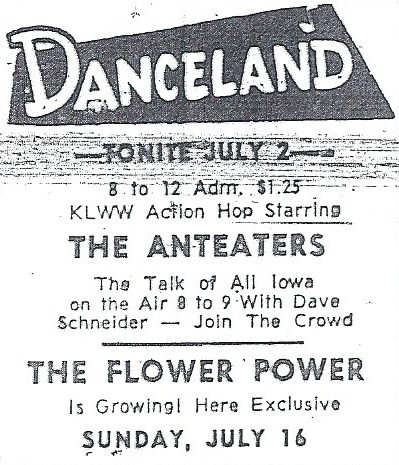 DANCELAND
—TONITE JULY 2—
8 to 12 Adm. $1.25
KLWW Action Hop Starring
THE ANTEATERS
The Talk of All Iowa
on the Air 8 to 9 With Dave
Schneider — Join The Crowd
THE FLOWER POWER
Is Growing! Here Exclusive
SUNDAY, JULY 16